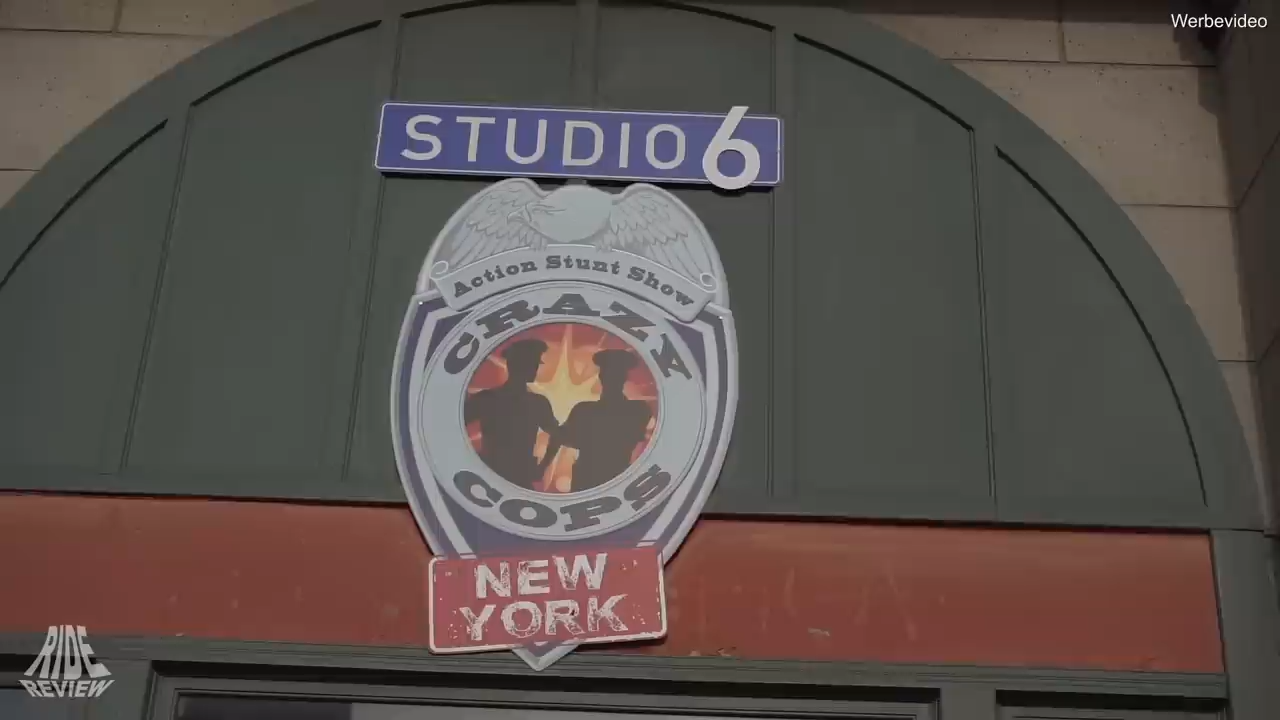 Werbevideo
STUDIO 6
Action Stunt Show
CRAZY
COPS
NEW
YORK
RIDE
REVIEW